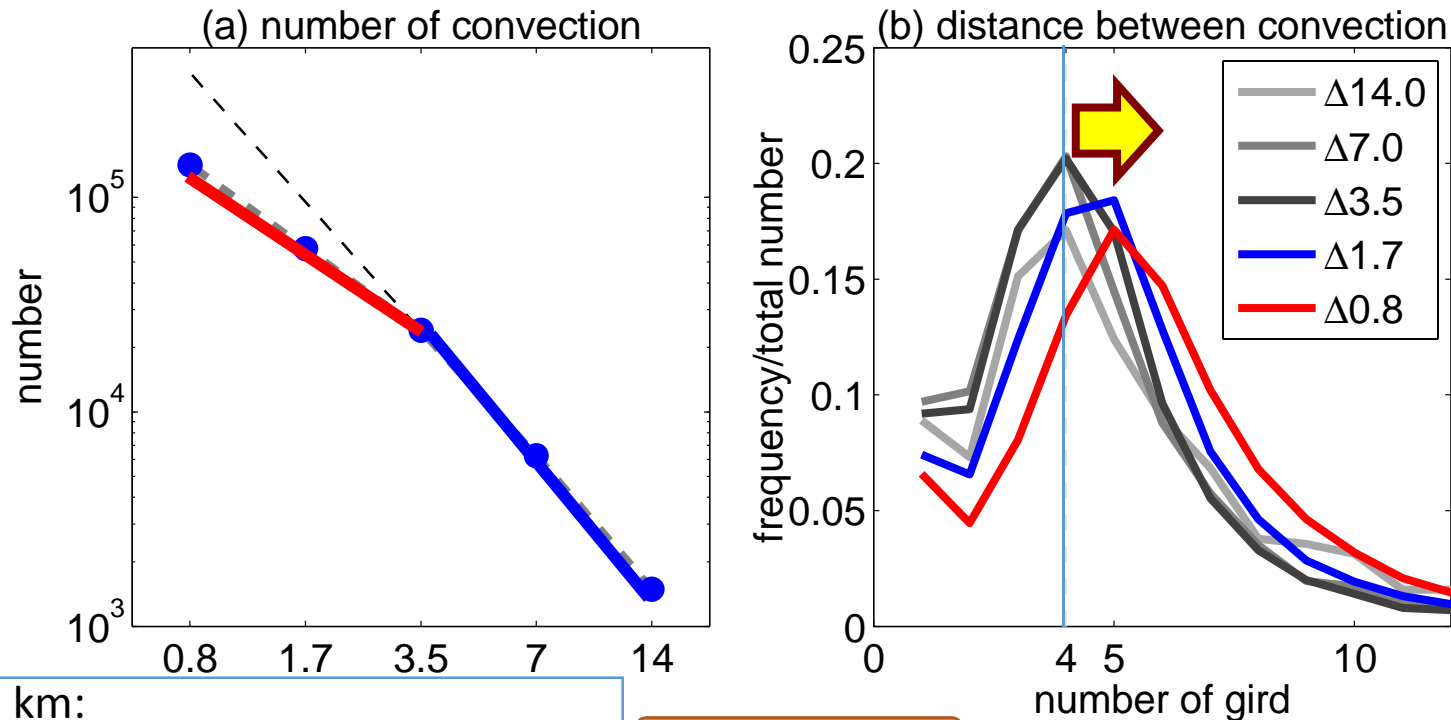 (a) number of convection
number
10^5
10^4
10^3
0.8 1.7 3.5 7 14
km:
(b) distance between convection
frequency/total number
0.25
0.2
0.15
0.1
0.05
0
0 4 5 10
number of gird
Δ14.0
Δ7.0
Δ3.5
Δ1.7
Δ0.8